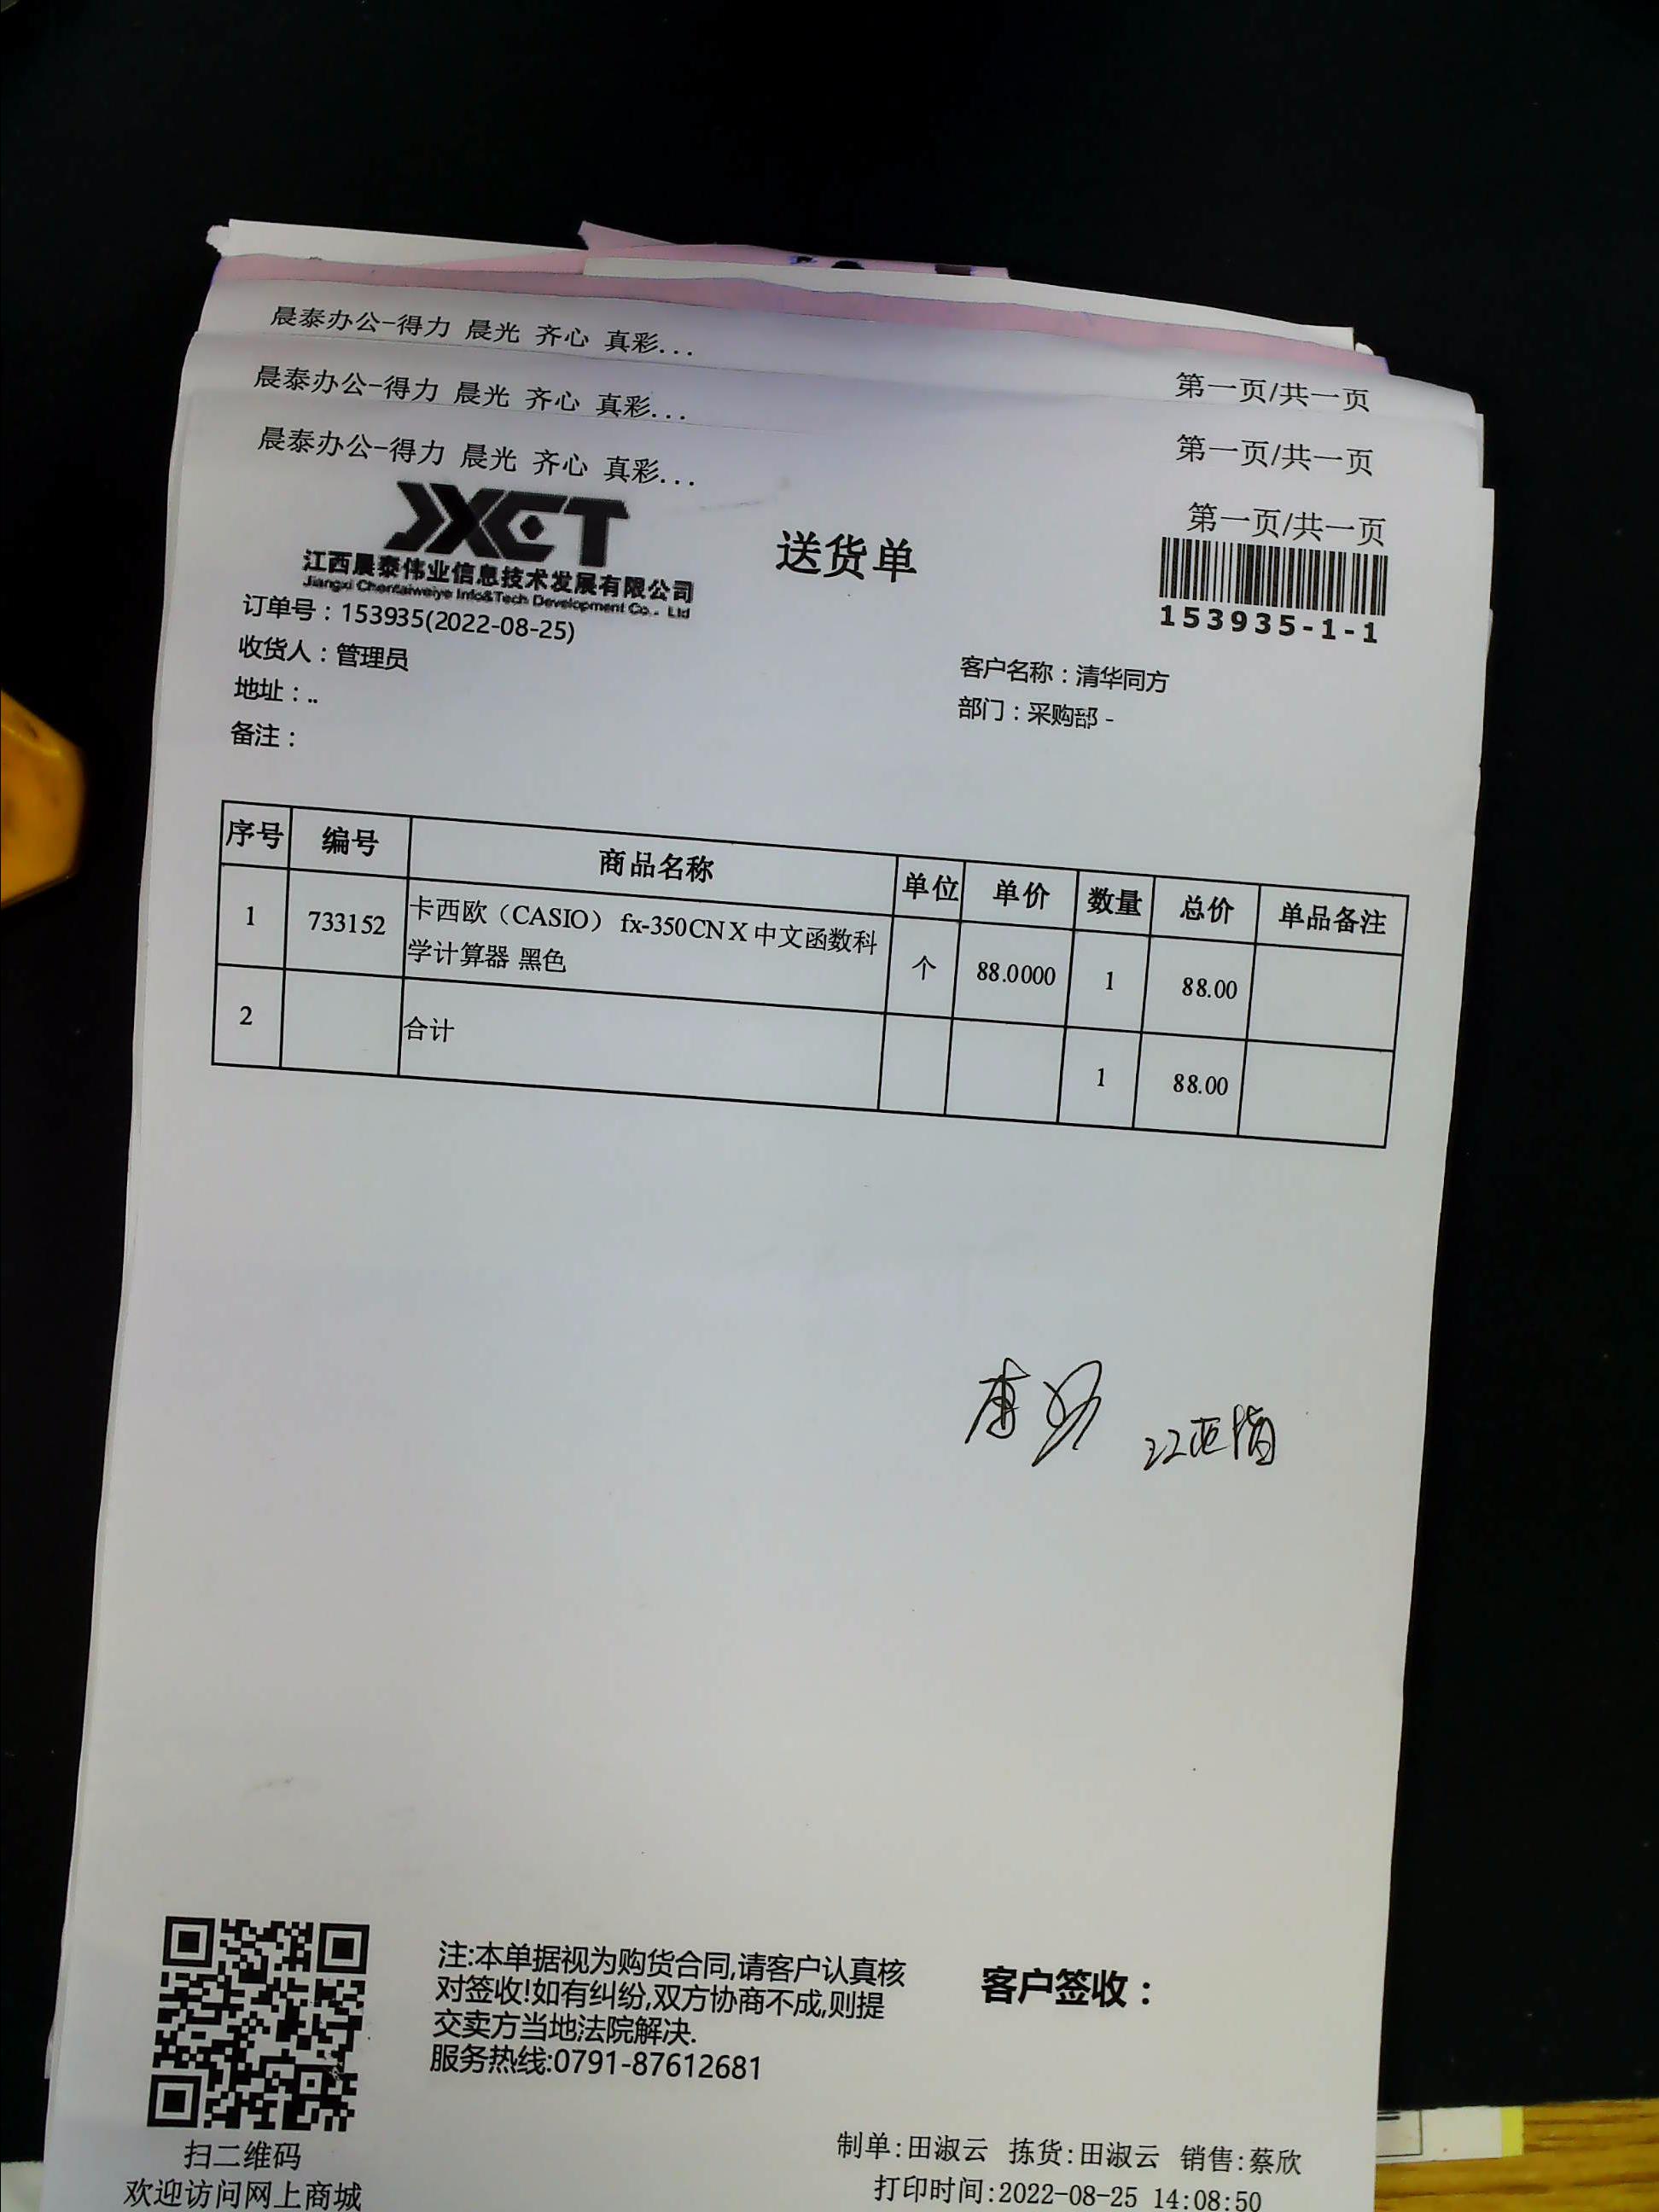 晨泰办公-得力 晨光 齐心 真彩...
第一页/共一页
晨泰办公-得力 晨光 齐心 真彩...
第一页/共一页
晨泰办公-得力 晨光 齐心 真彩...
第一页/共一页
JXCT
江西晨泰伟业信息技术发展有限公司
Jiangxi Chentaiweiye Info&Tech Development Co., Ltd
送货单
153935-1-1
订单号：153935(2022-08-25)
收货人：管理员
客户名称：清华同方
地址：..
部门：采购部 -
备注：
序号 编号 商品名称 单位 单价 数量 总价 单品备注
1 733152 卡西欧（CASIO） fx-350CN X 中文函数科学计算器 黑色 个 88.0000 1 88.00
2 合计 1 88.00
注:本单据视为购货合同,请客户认真核
对签收!如有纠纷,双方协商不成,则提
交卖方当地法院解决.
服务热线:0791-87612681
客户签收：
扫二维码
欢迎访问网上商城
制单:田淑云 拣货:田淑云 销售:蔡欣
打印时间:2022-08-25 14:08:50